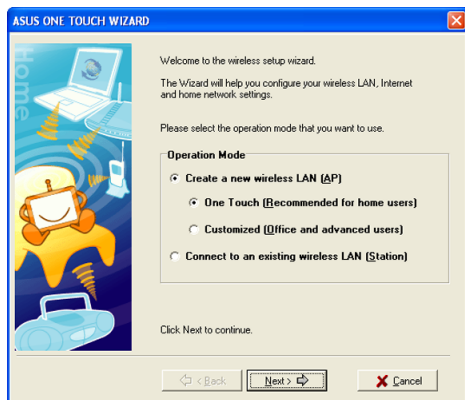 ASUS ONE TOUCH WIZARD
Home
Welcome to the wireless setup wizard.
The Wizard will help you configure your wireless LAN, Internet
and home network settings.
Please select the operation mode that you want to use.
Operation Mode
Create a new wireless LAN (AP)
One Touch (Recommended for home users)
Customized (Office and advanced users)
Connect to an existing wireless LAN (Station)
Click Next to continue.
< Back
Next >
Cancel